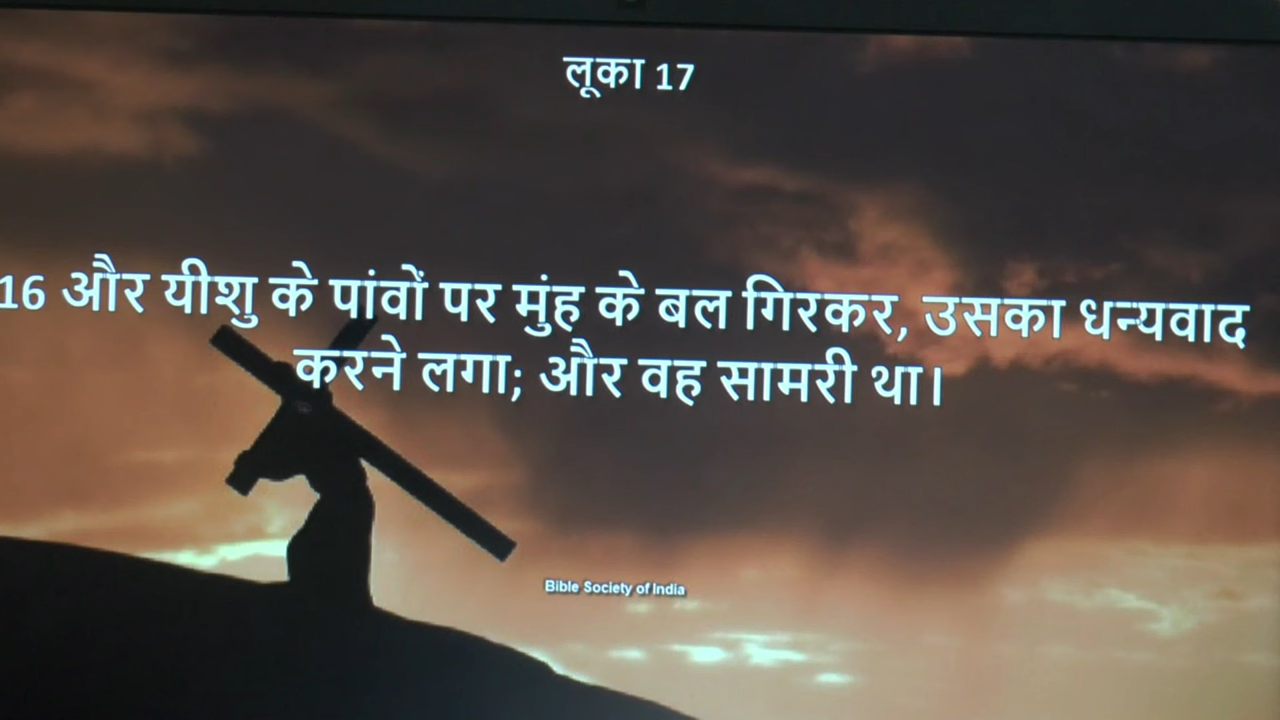 लूका 17
16 और यीशु के पांवों पर मुंह के बल गिरकर, उसका धन्यवाद
करने लगा; और वह सामरी था।
Bible Society of India